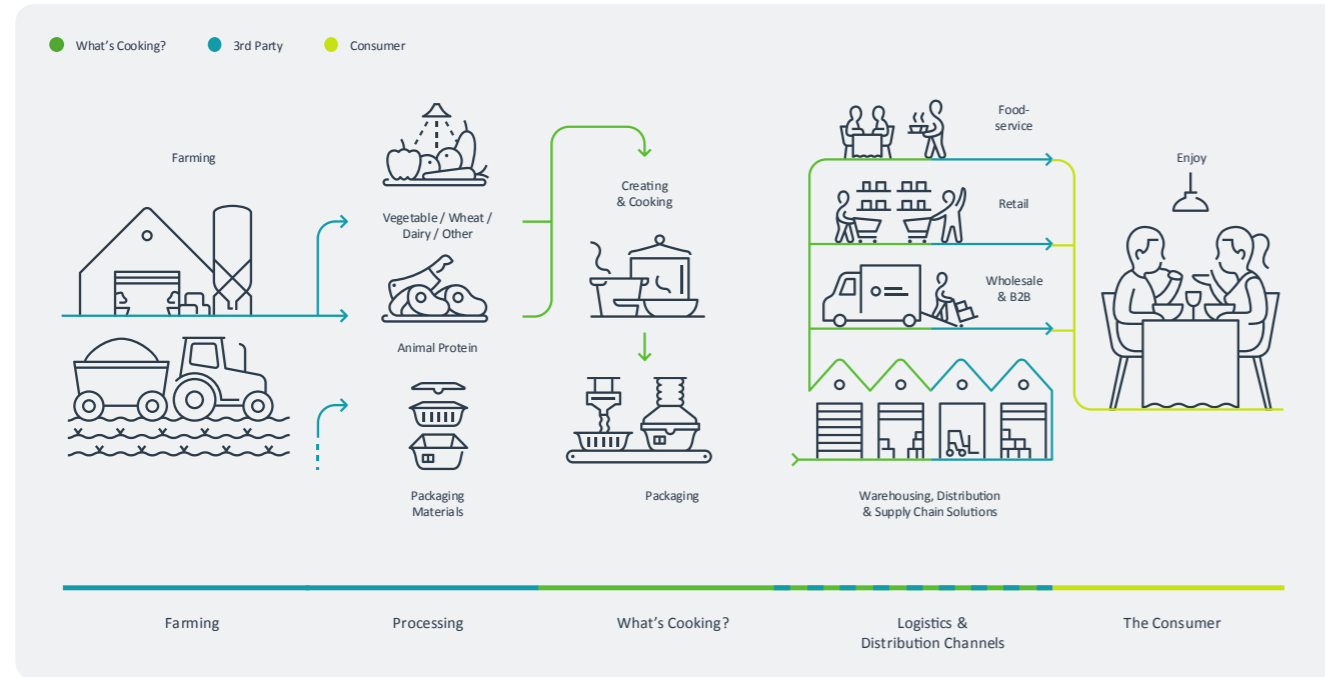 What's Cooking?
3rd Party
Consumer
Farming
Vegetable / Wheat /
Dairy / Other
Animal Protein
Packaging
Materials
Creating
& Cooking
Packaging
Food-
service
Retail
Wholesale
& B2B
Warehousing, Distribution
& Supply Chain Solutions
Enjoy
Farming
Processing
What's Cooking?
Logistics &
Distribution Channels
The Consumer